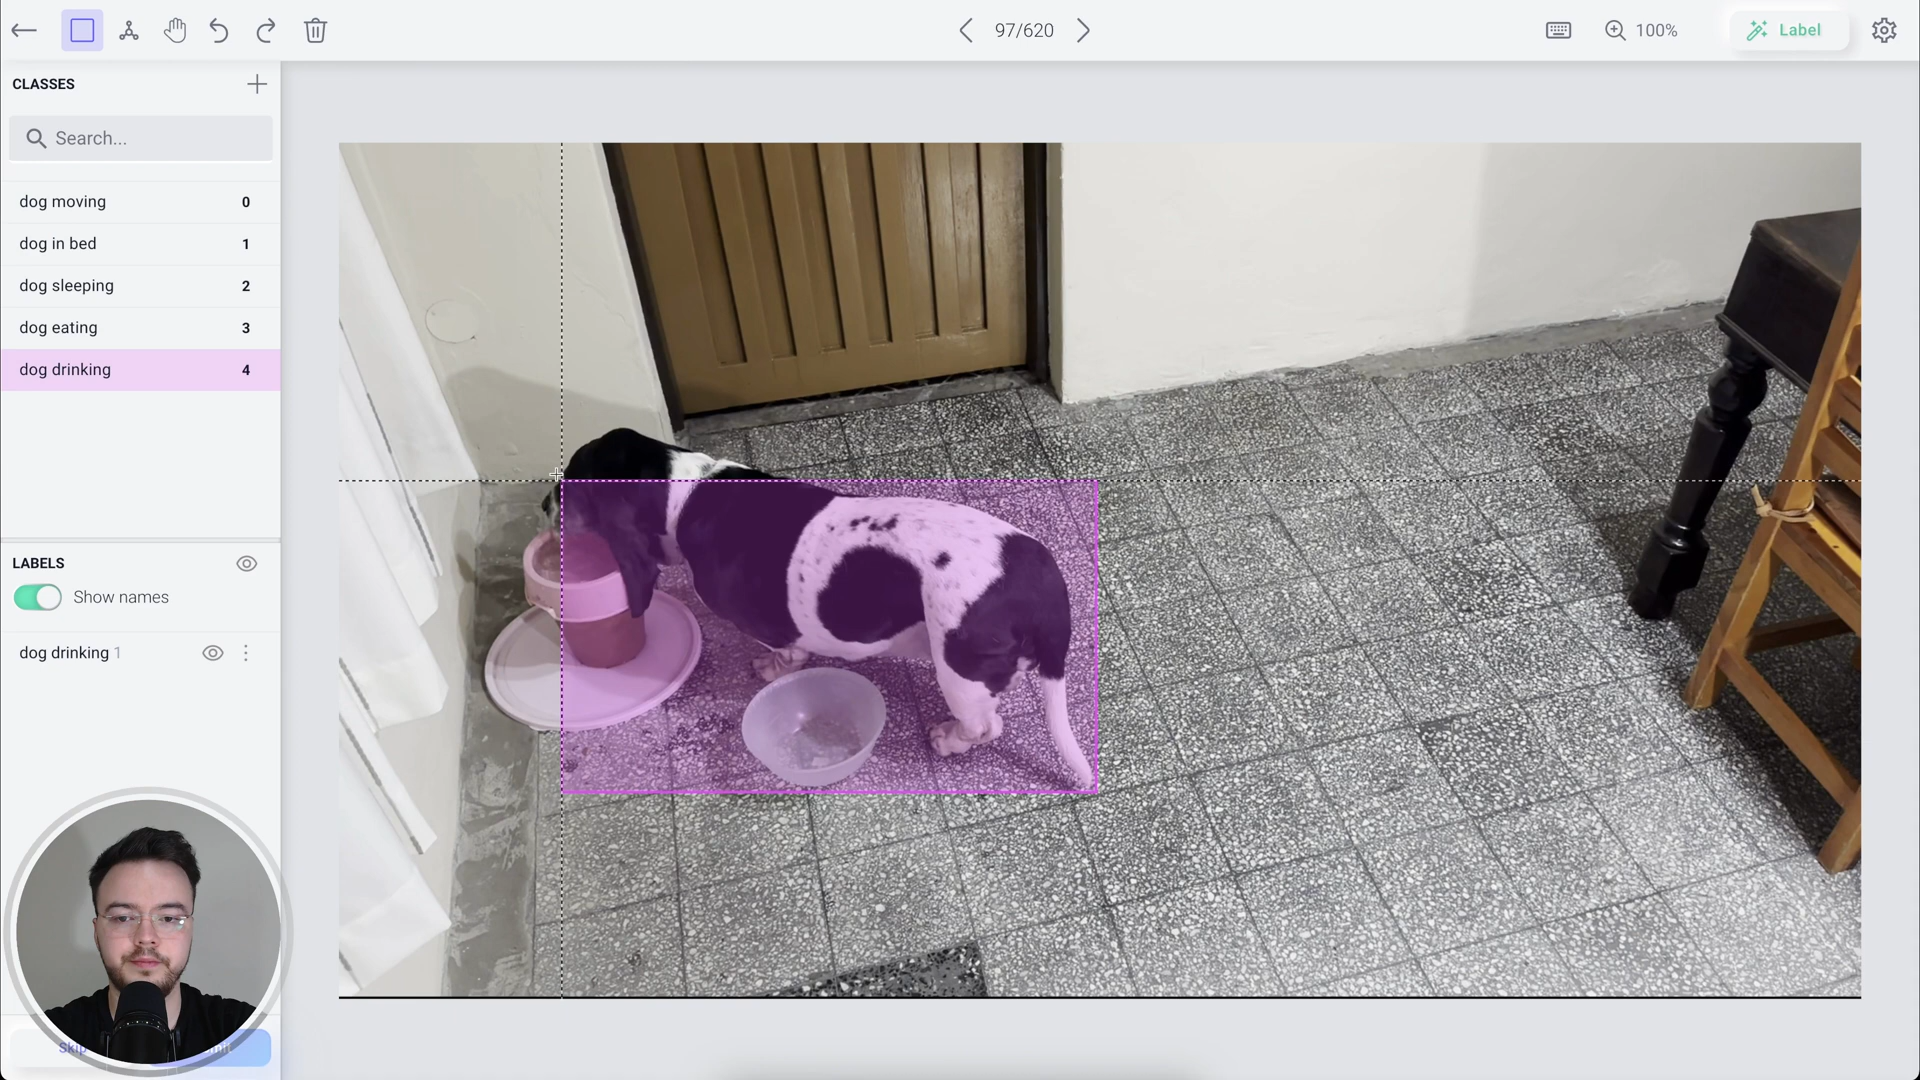 97/620
100%
Label
CLASSES
Search...
dog moving 0
dog in bed 1
dog sleeping 2
dog eating 3
dog drinking 4
LABELS
Show names
dog drinking 1
Skip